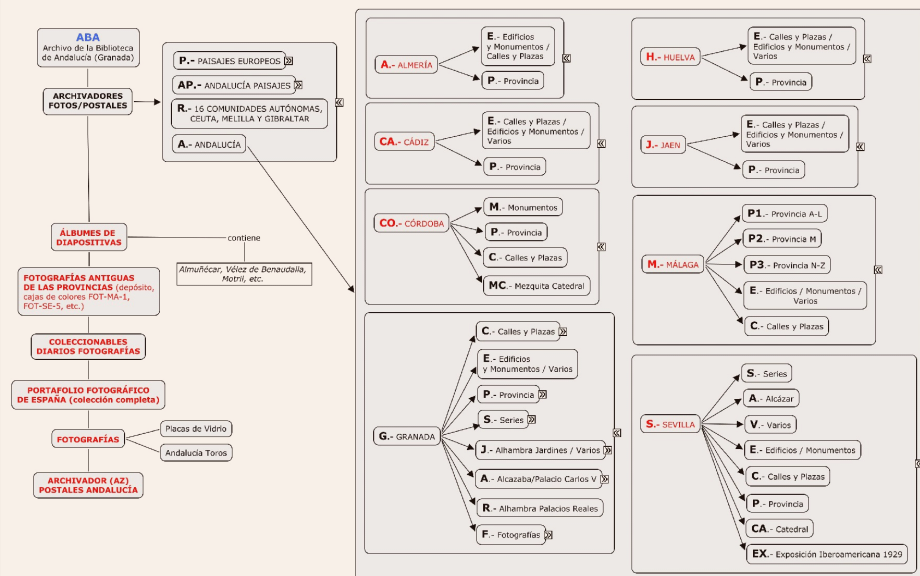 ABA
Archivo de la Biblioteca
de Andalucía (Granada)
ARCHIVADORES
FOTOS/POSTALES
P.- PAISAJES EUROPEOS
AP.- ANDALUCÍA PAISAJES
R.- 16 COMUNIDADES AUTÓNOMAS,
CEUTA, MELILLA Y GIBRALTAR
A.- ANDALUCÍA
ÁLBUMES DE
DIAPOSITIVAS
contiene
Almuñécar, Vélez de Benaudalla,
Motril, etc.
FOTOGRAFÍAS ANTIGUAS
DE LAS PROVINCIAS (depósito,
cajas de colores FOT-MA-1,
FOT-SE-5, etc.)
COLECCIONABLES
DIARIOS FOTOGRAFÍAS
PORTAFOLIO FOTOGRÁFICO
DE ESPAÑA (colección completa)
FOTOGRAFÍAS
Placas de Vidrio
Andalucía Toros
ARCHIVADOR (AZ)
POSTALES ANDALUCÍA
A.- ALMERÍA
E.- Edificios
y Monumentos /
Calles y Plazas
P.- Provincia
CA.- CÁDIZ
E.- Calles y Plazas /
Edificios y Monumentos /
Varios
P.- Provincia
CO.- CÓRDOBA
M.- Monumentos
P.- Provincia
C.- Calles y Plazas
MC.- Mezquita Catedral
G.- GRANADA
C.- Calles y Plazas
E.- Edificios
y Monumentos / Varios
P.- Provincia
S.- Series
J.- Alhambra Jardines / Varios
A.- Alcazaba/Palacio Carlos V
R.- Alhambra Palacios Reales
F.- Fotografías
H.- HUELVA
E.- Calles y Plazas /
Edificios y Monumentos /
Varios
P.- Provincia
J.- JAEN
E.- Calles y Plazas /
Edificios y Monumentos /
Varios
P.- Provincia
M.- MÁLAGA
P1.- Provincia A-L
P2.- Provincia M
P3.- Provincia N-Z
E.- Edificios / Monumentos /
Varios
C.- Calles y Plazas
S.- SEVILLA
S.- Series
A.- Alcázar
V.- Varios
E.- Edificios / Monumentos
C.- Calles y Plazas
P.- Provincia
CA.- Catedral
EX.- Exposición Iberoamericana 1929